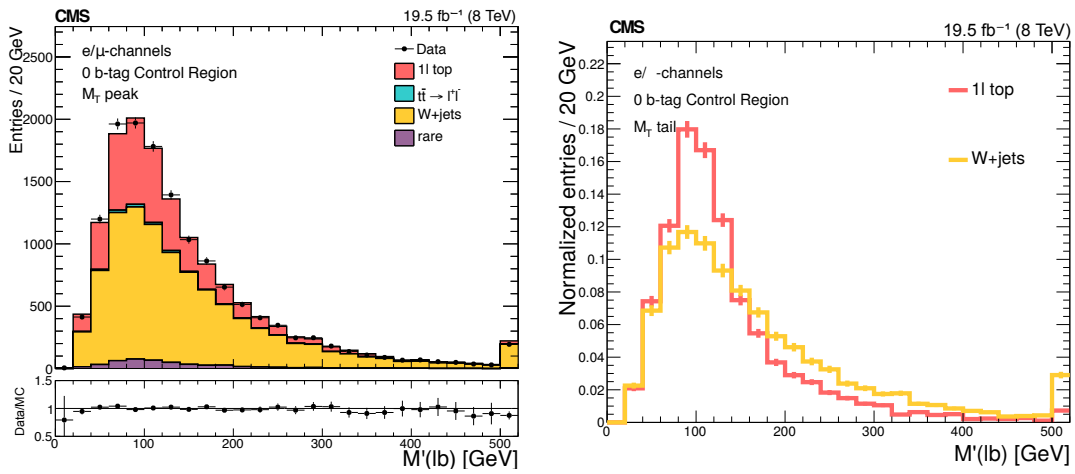 CMS
19.5 fb⁻¹ (8 TeV)
Entries / 20 GeV
2500
2000
1500
1000
500
0
e/μ-channels
0 b-tag Control Region
M_T peak
Data
1l top
tt̄ → l⁺l⁻
W+jets
rare
Data/MC
1.5
1
0.5
0 100 200 300 400 500
M'(lb) [GeV]
CMS
19.5 fb⁻¹ (8 TeV)
Normalized entries / 20 GeV
0.22
0.2
0.18
0.16
0.14
0.12
0.1
0.08
0.06
0.04
0.02
0
e/ -channels
0 b-tag Control Region
M_T tail
1l top
W+jets
0 100 200 300 400 500
M'(lb) [GeV]